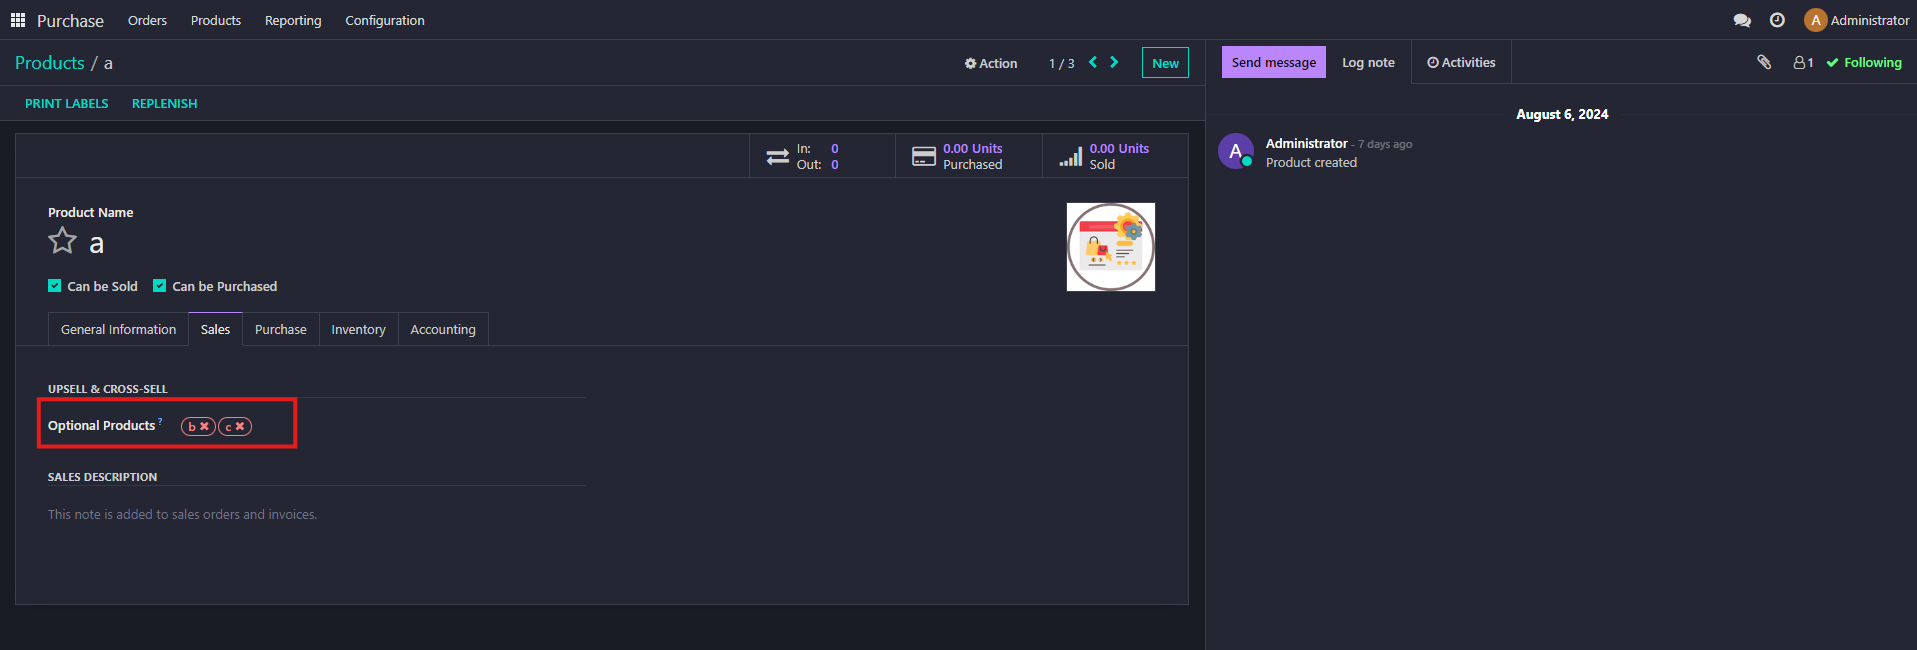 Purchase Orders Products Reporting Configuration
A Administrator
Products / a
Action 1 / 3 New
Send message Log note Activities
1 Following
PRINT LABELS REPLENISH
August 6, 2024
In: 0
Out: 0
0.00 Units
Purchased
0.00 Units
Sold
A
Administrator - 7 days ago
Product created
Product Name
a
Can be Sold Can be Purchased
General Information Sales Purchase Inventory Accounting
UPSELL & CROSS-SELL
Optional Products ? b c
SALES DESCRIPTION
This note is added to sales orders and invoices.